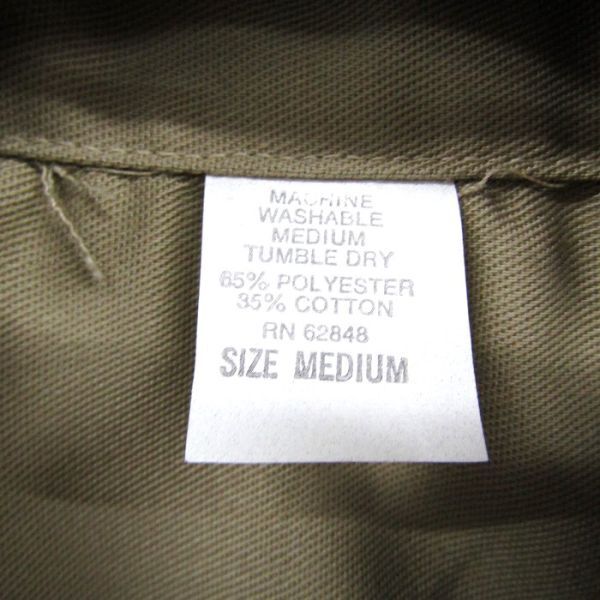 MACHINE
WASHABLE
MEDIUM
TUMBLE DRY
65% POLYESTER
35% COTTON
RN 62848
SIZE MEDIUM